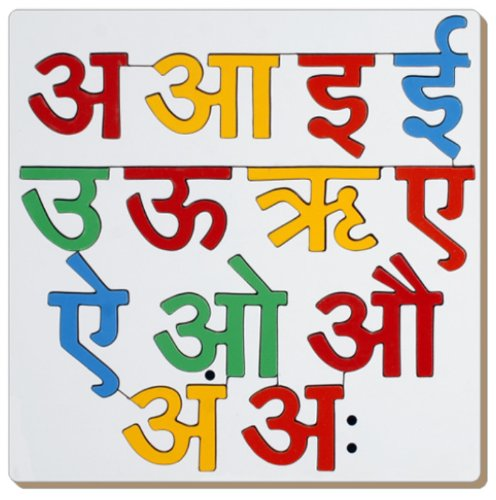 अ आ इ ई
उ ऊ ऋ ए
ऐ ओ औ
अं अः